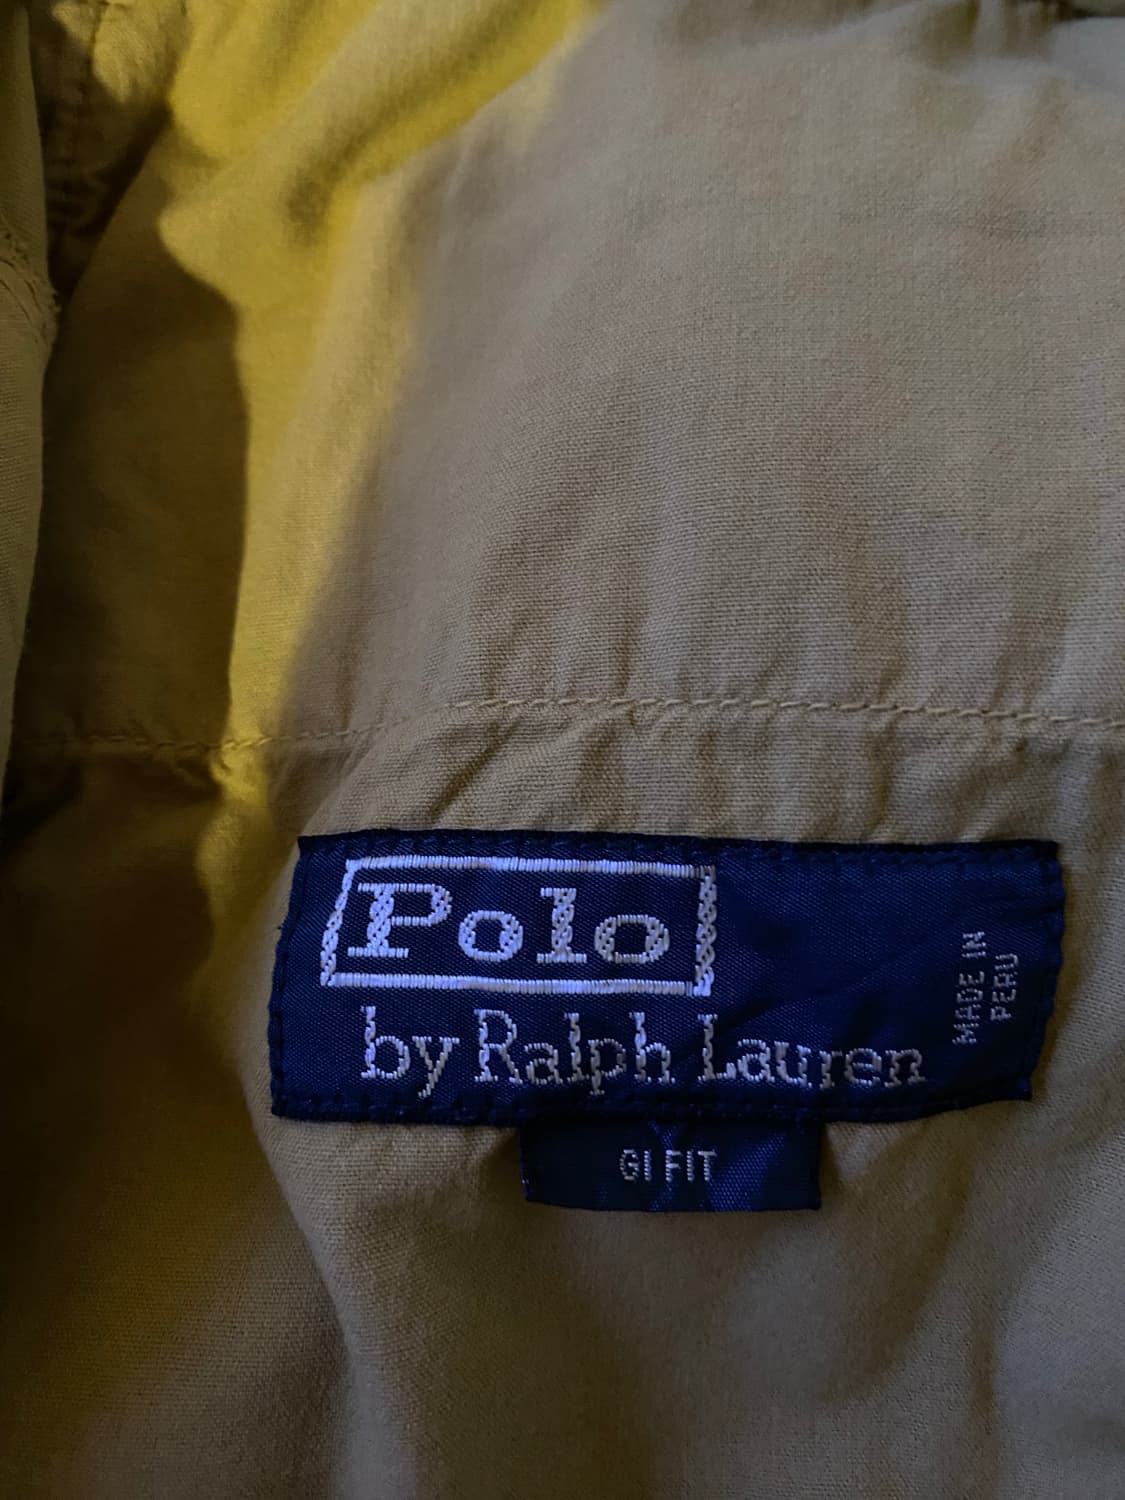 Polo
by Ralph Lauren
MADE IN
PERU
GI FIT